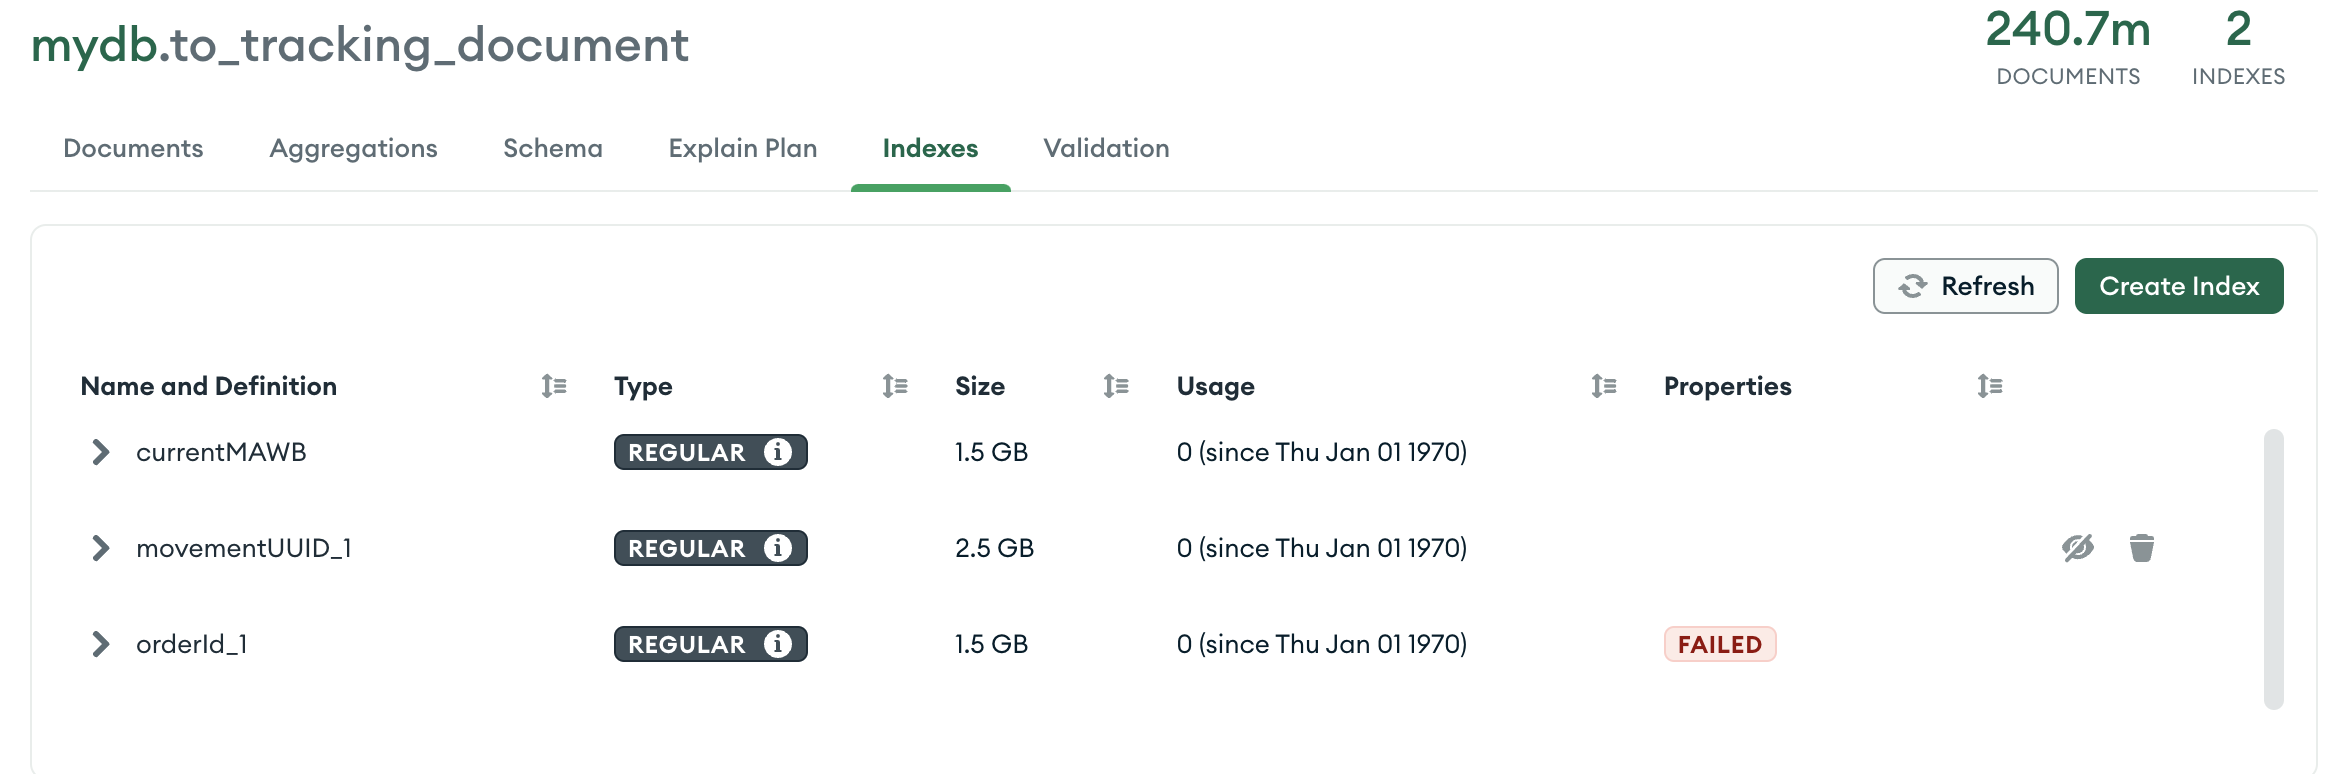 mydb.to_tracking_document
240.7m
DOCUMENTS
2
INDEXES
Documents Aggregations Schema Explain Plan Indexes Validation
Refresh Create Index
Name and Definition Type Size Usage Properties
currentMAWB REGULAR 1.5 GB 0 (since Thu Jan 01 1970)
movementUUID_1 REGULAR 2.5 GB 0 (since Thu Jan 01 1970)
orderId_1 REGULAR 1.5 GB 0 (since Thu Jan 01 1970) FAILED